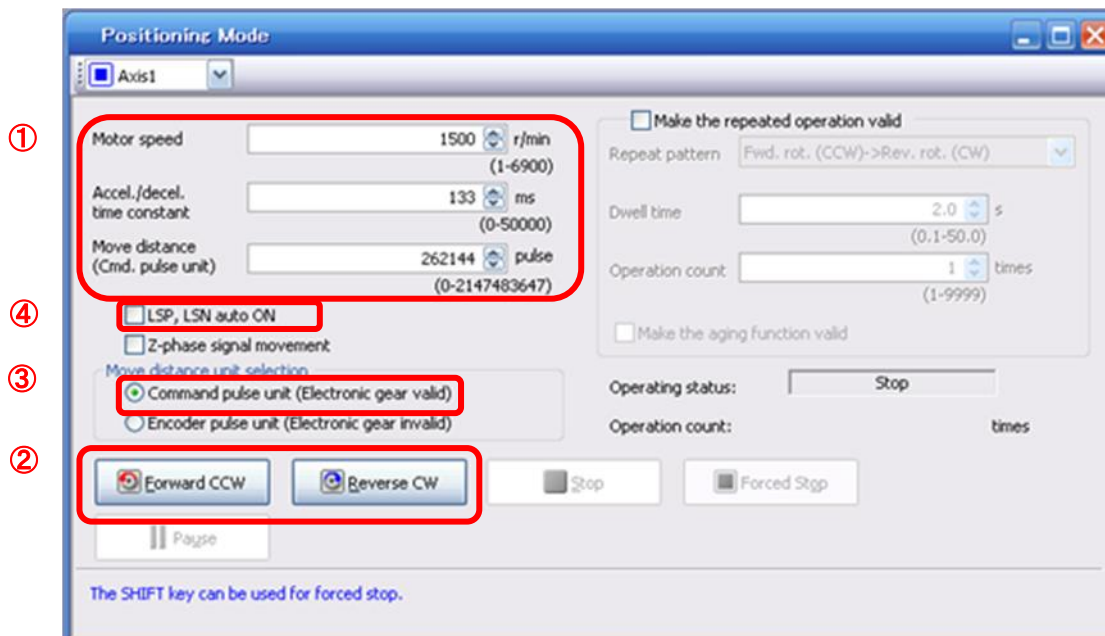 Positioning Mode
Axis1
①
Motor speed 1500 r/min
(1-6900)
Accel./decel.
time constant 133 ms
(0-50000)
Move distance
(Cmd. pulse unit) 262144 pulse
(0-2147483647)
④
LSP, LSN auto ON
Z-phase signal movement
Move distance unit selection
③
Command pulse unit (Electronic gear valid)
Encoder pulse unit (Electronic gear invalid)
②
Forward CCW Reverse CW Stop Forced Stop
Pause
Make the repeated operation valid
Repeat pattern Fwd. rot. (CCW)->Rev. rot. (CW)
Dwell time 2.0 s
(0.1-50.0)
Operation count 1 times
(1-9999)
Make the aging function valid
Operating status: Stop
Operation count: times
The SHIFT key can be used for forced stop.